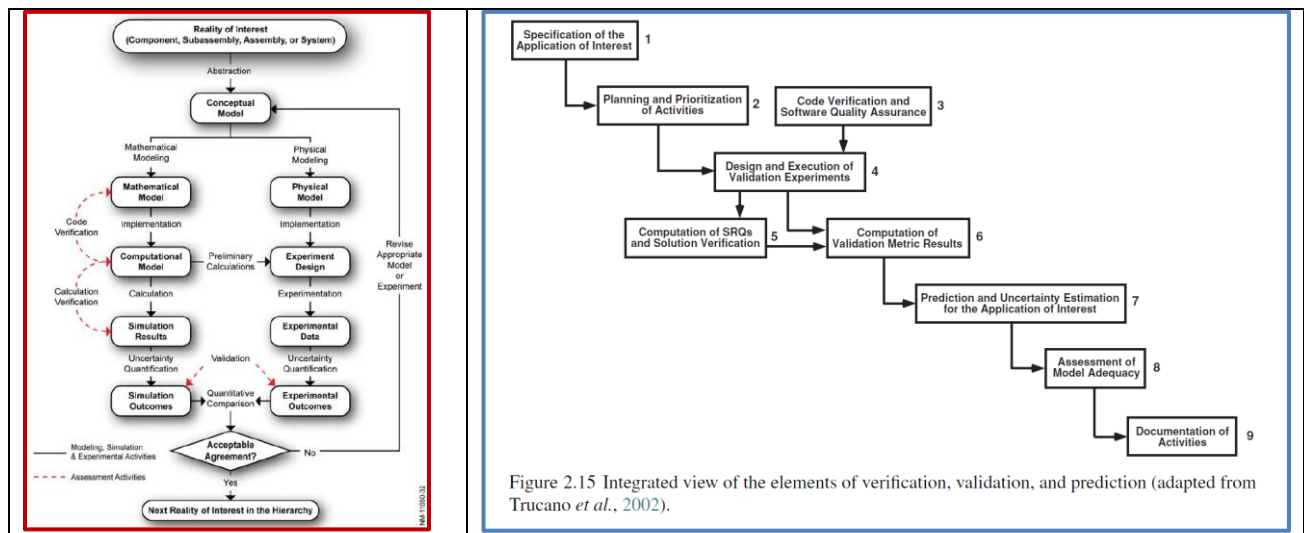 Reality of Interest
(Component, Subassembly, Assembly, or System)
Abstraction
Conceptual
Model
Mathematical
Modeling
Physical
Modeling
Mathematical
Model
Physical
Model
Code
Verification
Implementation
Implementation
Computational
Model
Preliminary
Calculations
Experiment
Design
Revise
Appropriate
Model
or
Experiment
Calculation
Verification
Calculation
Experimentation
Simulation
Results
Experimental
Data
Uncertainty
Quantification
Validation
Uncertainty
Quantification
Simulation
Outcomes
Quantitative
Comparison
Experimental
Outcomes
Modeling, Simulation
& Experimental Activities
Assessment Activities
Acceptable
Agreement?
No
Yes
Next Reality of Interest in the Hierarchy
Specification of the
Application of Interest
1
Planning and Prioritization
of Activities
2
Code Verification and
Software Quality Assurance
3
Design and Execution of
Validation Experiments
4
Computation of SRQs
and Solution Verification
5
Computation of
Validation Metric Results
6
Prediction and Uncertainty Estimation
for the Application of Interest
7
Assessment of
Model Adequacy
8
Documentation of
Activities
9
Figure 2.15 Integrated view of the elements of verification, validation, and prediction (adapted from
Trucano et al., 2002).